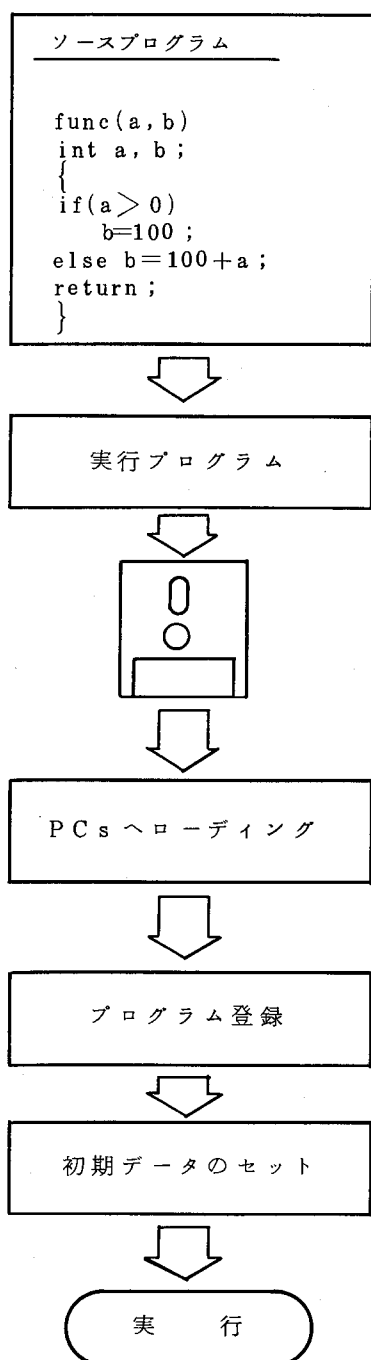 ソースプログラム
func(a,b)
int a, b ;
{
if(a > 0)
b=100 ;
else b=100+a ;
return ;
}
実行プログラム
PCsへローディング
プログラム登録
初期データのセット
実 行